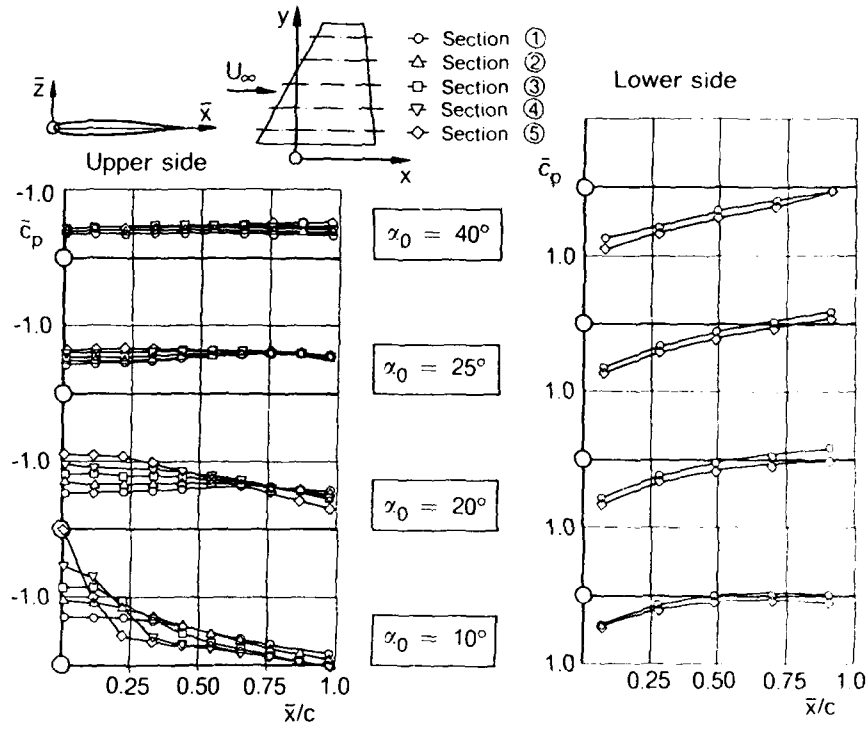 y
U∞
z̄
x̄
x
Section ①
Section ②
Section ③
Section ④
Section ⑤
Upper side
Lower side
-1.0
c̄p
α₀ = 40°
-1.0
α₀ = 25°
-1.0
α₀ = 20°
-1.0
α₀ = 10°
0.25 0.50 0.75 1.0
x̄/c
c̄p
1.0
1.0
1.0
1.0
0.25 0.50 0.75 1.0
x̄/c